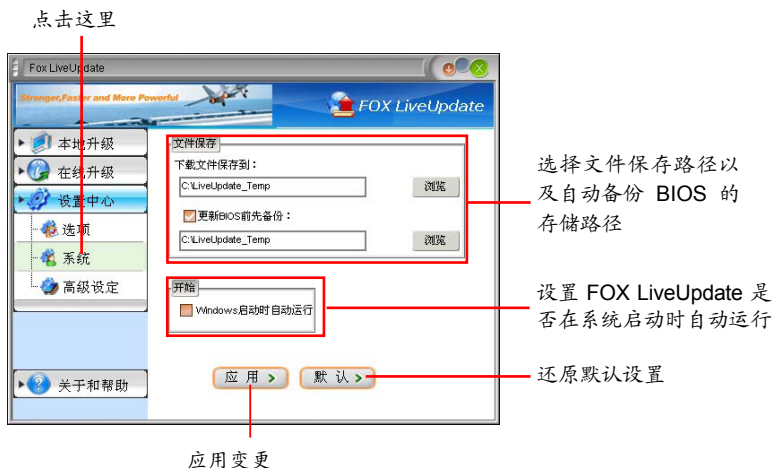 点击这里
Fox LiveUpdate
Stronger,Faster and More Powerful
FOX LiveUpdate
本地升级
在线升级
设置中心
选项
系统
高级设定
关于和帮助
文件保存
下载文件保存到：
C:\LiveUpdate_Temp
浏览
更新BIOS前先备份：
C:\LiveUpdate_Temp
浏览
开始
Windows启动时自动运行
应 用
默 认
选择文件保存路径以
及自动备份 BIOS 的
存储路径
设置 FOX LiveUpdate 是
否在系统启动时自动运行
还原默认设置
应用变更